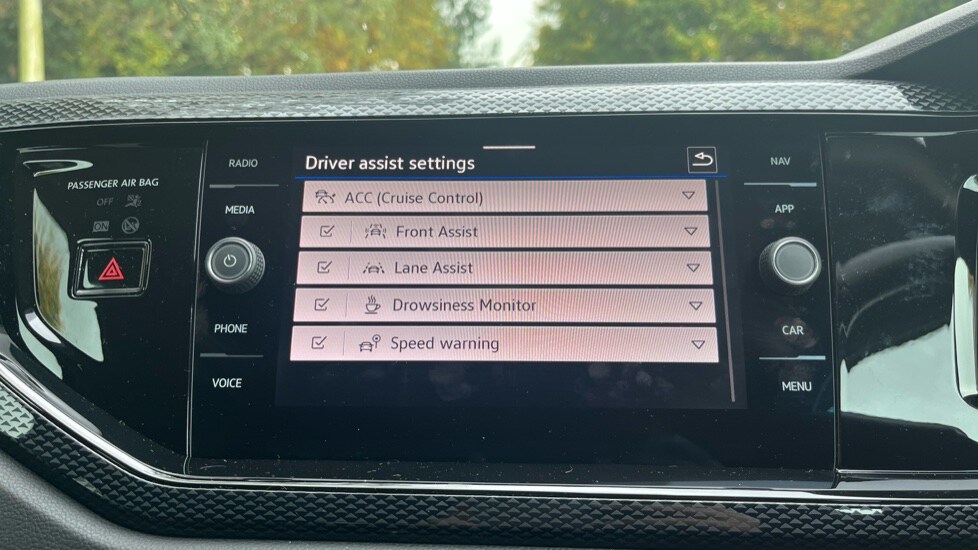 Driver assist settings
ACC (Cruise Control)
Front Assist
Lane Assist
Drowsiness Monitor
Speed warning
RADIO
MEDIA
PHONE
VOICE
NAV
APP
CAR
MENU
PASSENGER AIR BAG
OFF
ON